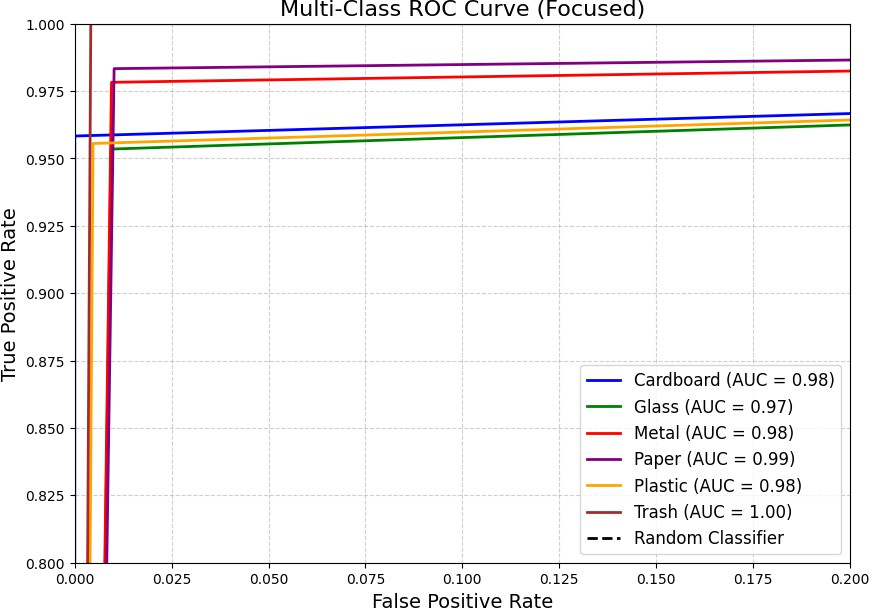 Multi-Class ROC Curve (Focused)
True Positive Rate
1.000
0.975
0.950
0.925
0.900
0.875
0.850
0.825
0.800
Cardboard (AUC = 0.98)
Glass (AUC = 0.97)
Metal (AUC = 0.98)
Paper (AUC = 0.99)
Plastic (AUC = 0.98)
Trash (AUC = 1.00)
Random Classifier
0.000 0.025 0.050 0.075 0.100 0.125 0.150 0.175 0.200
False Positive Rate